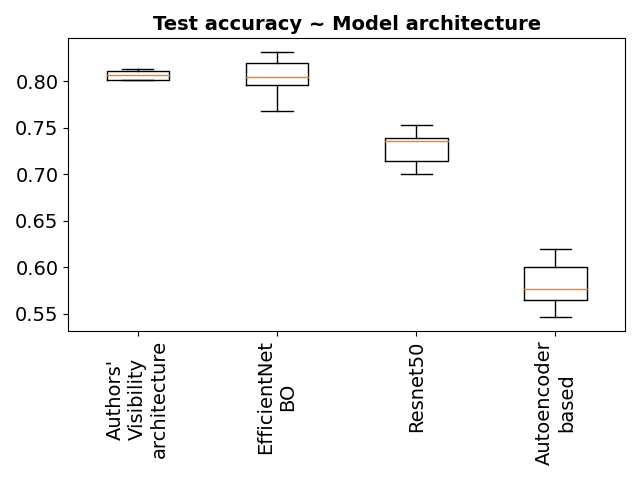 Test accuracy ~ Model architecture
0.80
0.75
0.70
0.65
0.60
0.55
Authors'
Visibility
architecture
EfficientNet
BO
Resnet50
Autoencoder
based